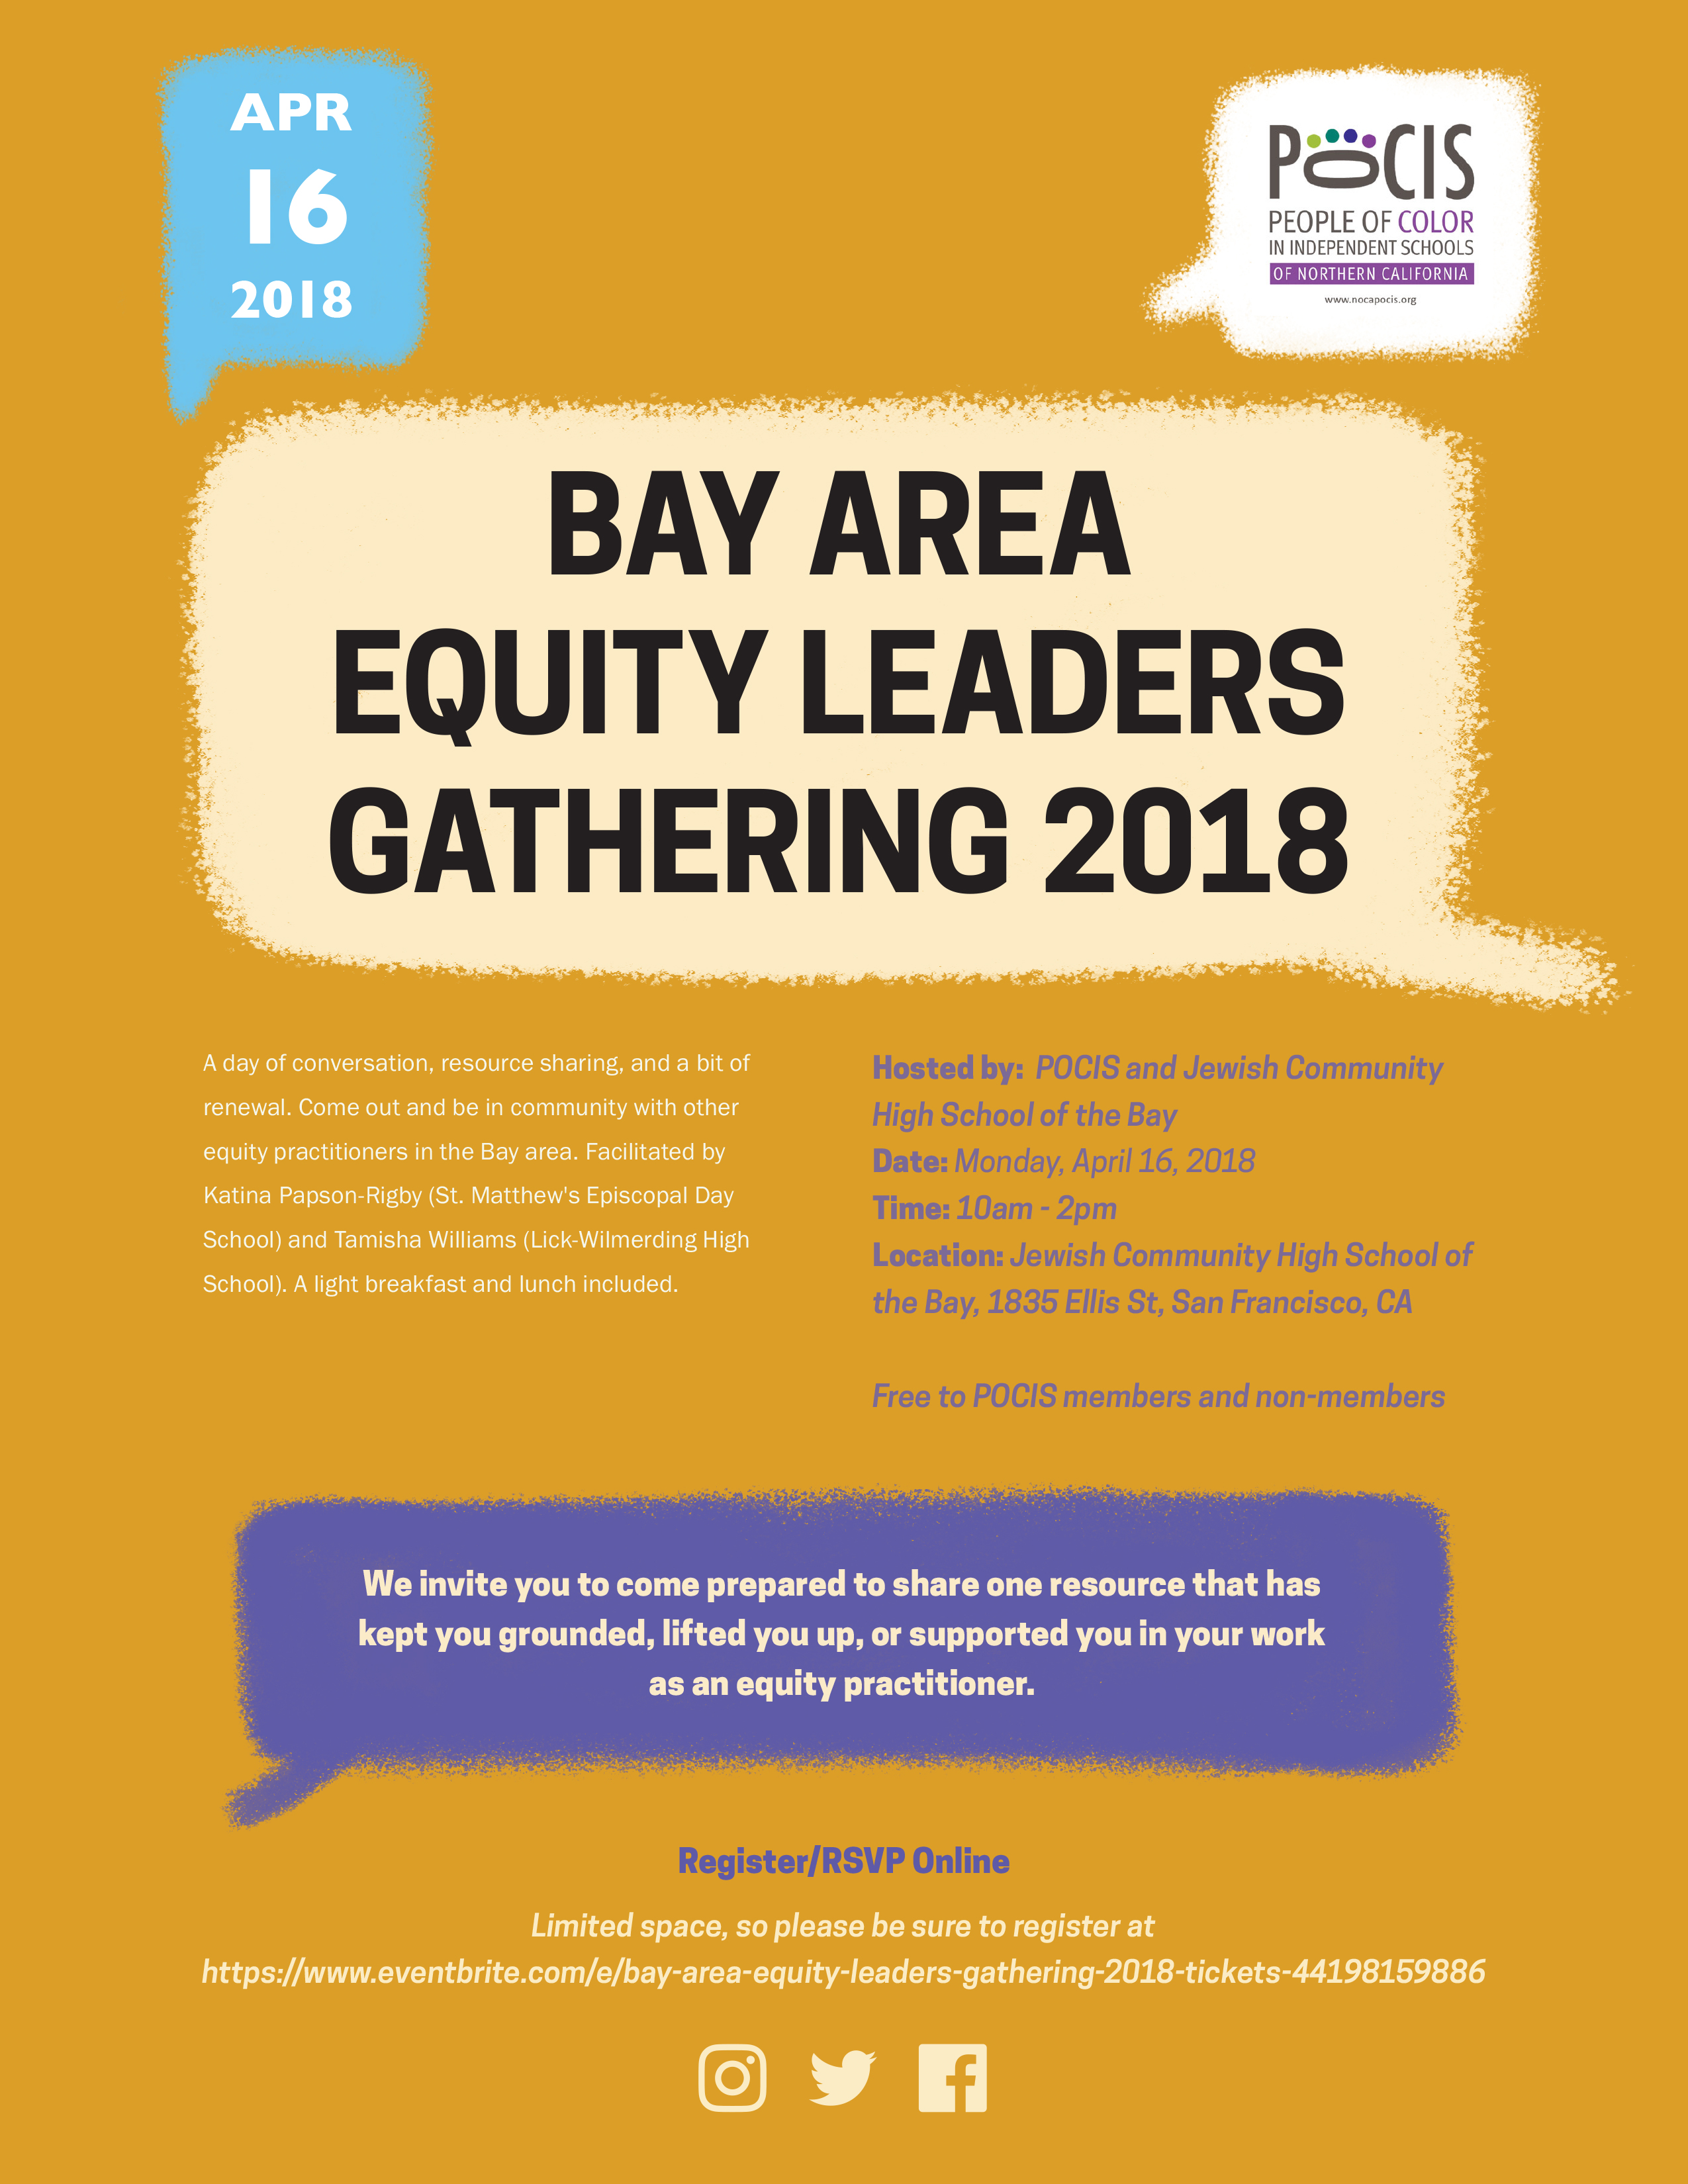 APR
16
2018
POCIS
PEOPLE OF COLOR
IN INDEPENDENT SCHOOLS
OF NORTHERN CALIFORNIA
www.nocapocis.org
BAY AREA
EQUITY LEADERS
GATHERING 2018
A day of conversation, resource sharing, and a bit of
renewal. Come out and be in community with other
equity practitioners in the Bay area. Facilitated by
Katina Papson-Rigby (St. Matthew's Episcopal Day
School) and Tamisha Williams (Lick-Wilmerding High
School). A light breakfast and lunch included.
Hosted by: POCIS and Jewish Community
High School of the Bay
Date: Monday, April 16, 2018
Time: 10am - 2pm
Location: Jewish Community High School of
the Bay, 1835 Ellis St, San Francisco, CA
Free to POCIS members and non-members
We invite you to come prepared to share one resource that has
kept you grounded, lifted you up, or supported you in your work
as an equity practitioner.
Register/RSVP Online
Limited space, so please be sure to register at
https://www.eventbrite.com/e/bay-area-equity-leaders-gathering-2018-tickets-44198159886